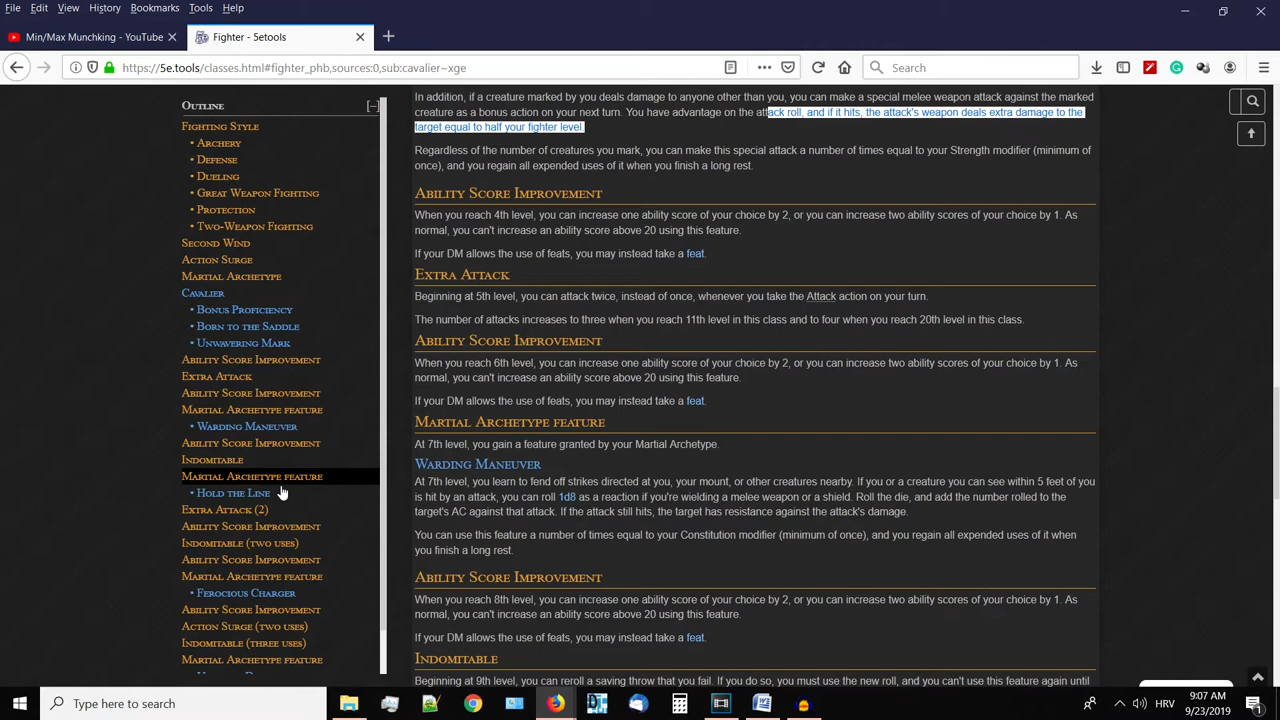 File Edit View History Bookmarks Tools Help
Min/Max Munchking - YouTube
Fighter - 5etools
https://5e.tools/classes.html#fighter_phb,sources:0,sub:cavalier~xge
Search
OUTLINE
[–]
FIGHTING STYLE
• ARCHERY
• DEFENSE
• DUELING
• GREAT WEAPON FIGHTING
• PROTECTION
• TWO-WEAPON FIGHTING
SECOND WIND
ACTION SURGE
MARTIAL ARCHETYPE
CAVALIER
• BONUS PROFICIENCY
• BORN TO THE SADDLE
• UNWAVERING MARK
ABILITY SCORE IMPROVEMENT
EXTRA ATTACK
ABILITY SCORE IMPROVEMENT
MARTIAL ARCHETYPE FEATURE
• WARDING MANEUVER
ABILITY SCORE IMPROVEMENT
INDOMITABLE
MARTIAL ARCHETYPE FEATURE
• HOLD THE LINE
EXTRA ATTACK (2)
ABILITY SCORE IMPROVEMENT
INDOMITABLE (TWO USES)
ABILITY SCORE IMPROVEMENT
MARTIAL ARCHETYPE FEATURE
• FEROCIOUS CHARGER
ABILITY SCORE IMPROVEMENT
ACTION SURGE (TWO USES)
INDOMITABLE (THREE USES)
MARTIAL ARCHETYPE FEATURE
In addition, if a creature marked by you deals damage to anyone other than you, you can make a special melee weapon attack against the marked
creature as a bonus action on your next turn. You have advantage on the attack roll, and if it hits, the attack's weapon deals extra damage to the
target equal to half your fighter level.
Regardless of the number of creatures you mark, you can make this special attack a number of times equal to your Strength modifier (minimum of
once), and you regain all expended uses of it when you finish a long rest.
ABILITY SCORE IMPROVEMENT
When you reach 4th level, you can increase one ability score of your choice by 2, or you can increase two ability scores of your choice by 1. As
normal, you can't increase an ability score above 20 using this feature.
If your DM allows the use of feats, you may instead take a feat.
EXTRA ATTACK
Beginning at 5th level, you can attack twice, instead of once, whenever you take the Attack action on your turn.
The number of attacks increases to three when you reach 11th level in this class and to four when you reach 20th level in this class.
ABILITY SCORE IMPROVEMENT
When you reach 6th level, you can increase one ability score of your choice by 2, or you can increase two ability scores of your choice by 1. As
normal, you can't increase an ability score above 20 using this feature.
If your DM allows the use of feats, you may instead take a feat.
MARTIAL ARCHETYPE FEATURE
At 7th level, you gain a feature granted by your Martial Archetype.
WARDING MANEUVER
At 7th level, you learn to fend off strikes directed at you, your mount, or other creatures nearby. If you or a creature you can see within 5 feet of you
is hit by an attack, you can roll 1d8 as a reaction if you're wielding a melee weapon or a shield. Roll the die, and add the number rolled to the
target's AC against that attack. If the attack still hits, the target has resistance against the attack's damage.
You can use this feature a number of times equal to your Constitution modifier (minimum of once), and you regain all expended uses of it when
you finish a long rest.
ABILITY SCORE IMPROVEMENT
When you reach 8th level, you can increase one ability score of your choice by 2, or you can increase two ability scores of your choice by 1. As
normal, you can't increase an ability score above 20 using this feature.
If your DM allows the use of feats, you may instead take a feat.
INDOMITABLE
Beginning at 9th level, you can reroll a saving throw that you fail. If you do so, you must use the new roll, and you can't use this feature again until
Type here to search
HRV
9:07 AM
9/23/2019